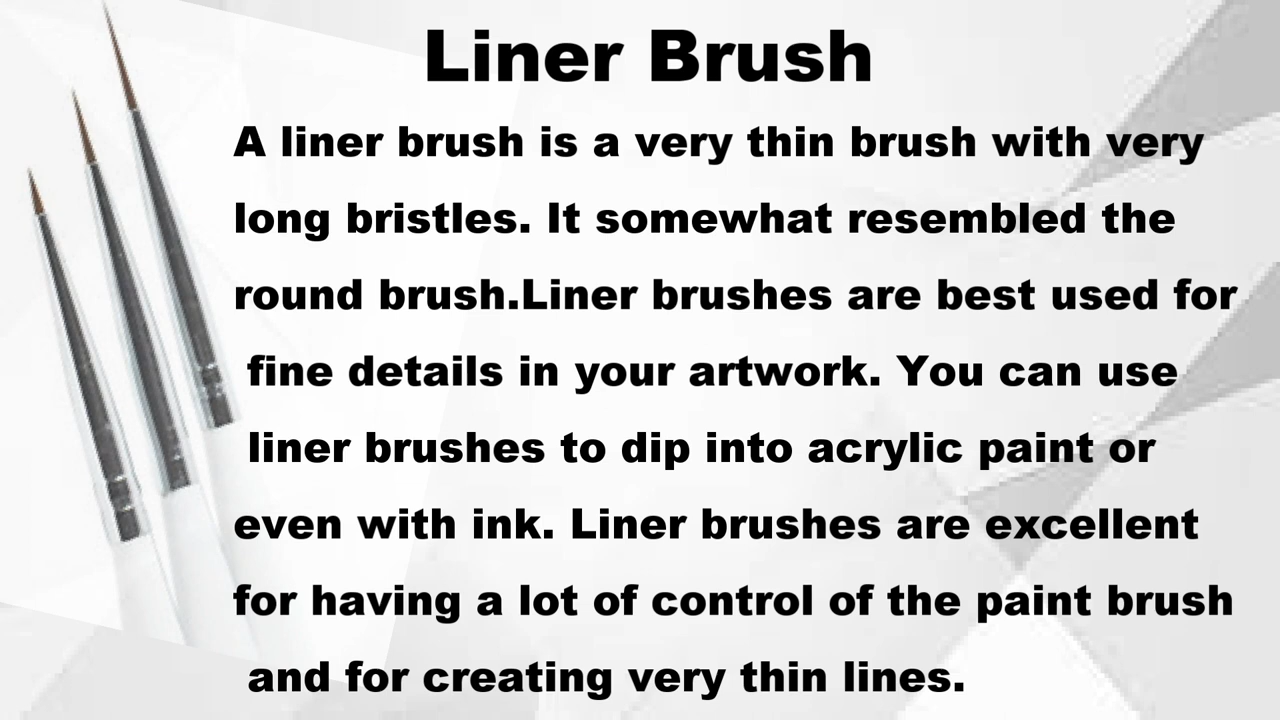 Liner Brush
A liner brush is a very thin brush with very
long bristles. It somewhat resembled the
round brush.Liner brushes are best used for
fine details in your artwork. You can use
liner brushes to dip into acrylic paint or
even with ink. Liner brushes are excellent
for having a lot of control of the paint brush
and for creating very thin lines.